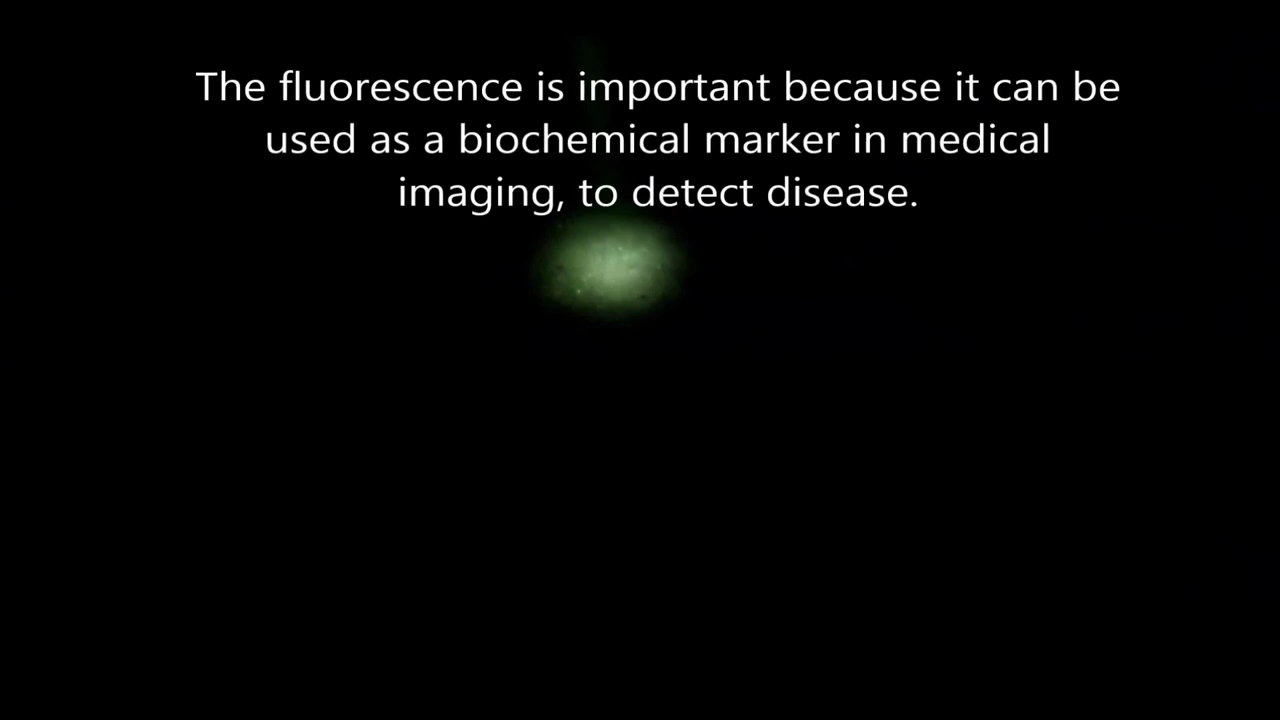 The fluorescence is important because it can be
used as a biochemical marker in medical
imaging, to detect disease.